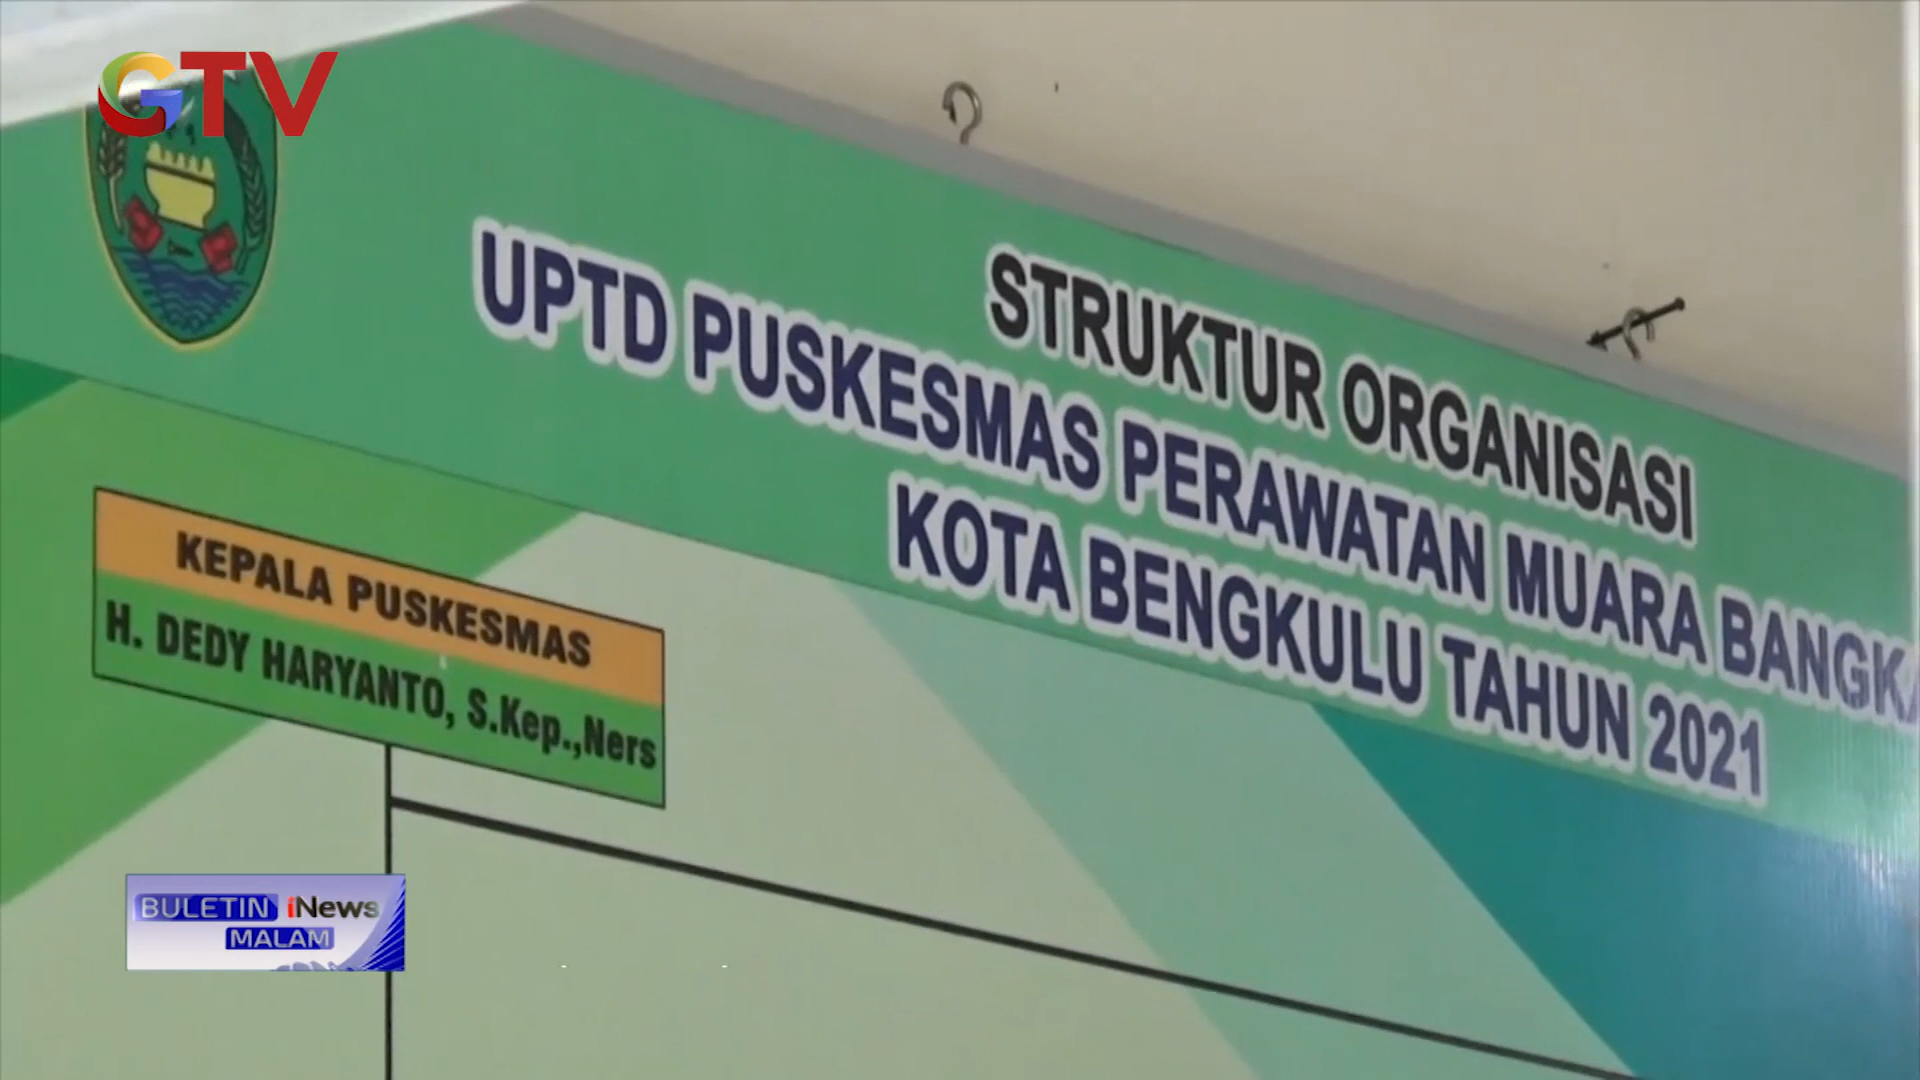 GTV
STRUKTUR ORGANISASI
UPTD PUSKESMAS PERAWATAN MUARA
KOTA BENGKULU TAHUN 2021
KEPALA PUSKESMAS
H. DEDY HARYANTO, S.Kep.,Ners
BULETIN iNews
MALAM